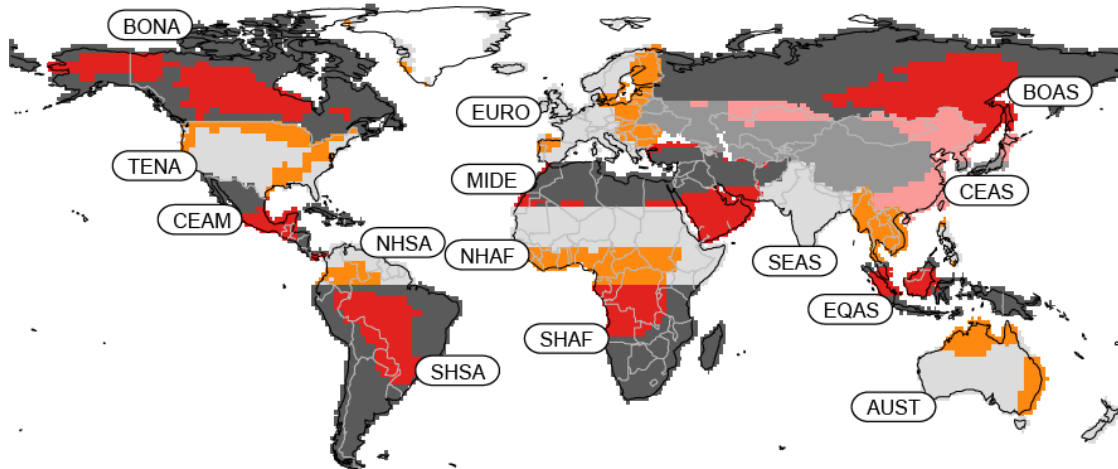 BONA
BOAS
EURO
TENA
MIDE
CEAS
CEAM
NHSA
NHAF
SEAS
EQAS
SHAF
SHSA
AUST